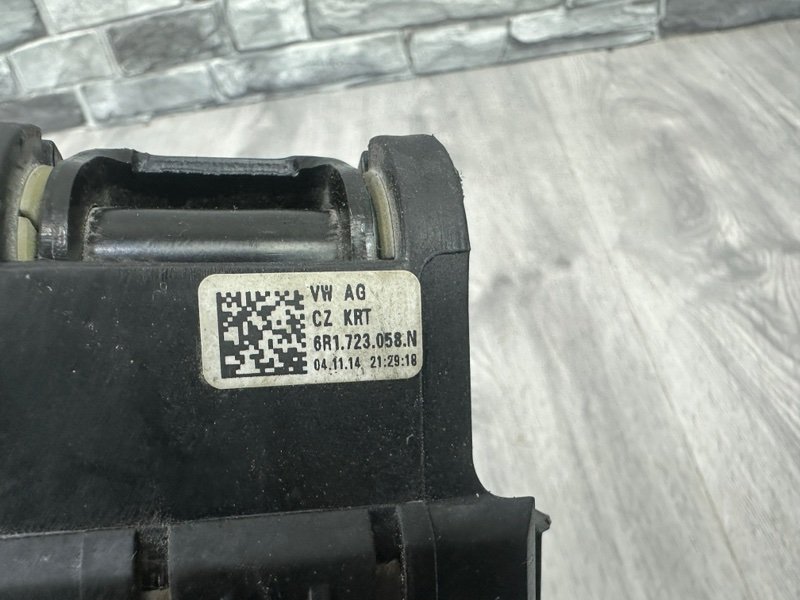 VW AG
CZ KRT
6R1.723.058.N
04.11.14 21:29:18